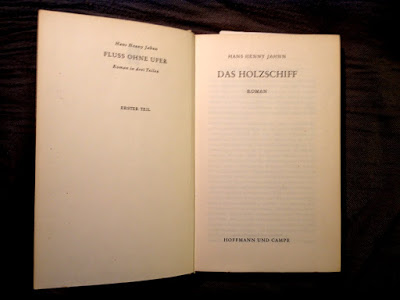 Hans Henny Jahnn
FLUSS OHNE UFER
Roman in drei Teilen
ERSTER TEIL
HANS HENNY JAHNN
DAS HOLZSCHIFF
ROMAN
HOFFMANN UND CAMPE